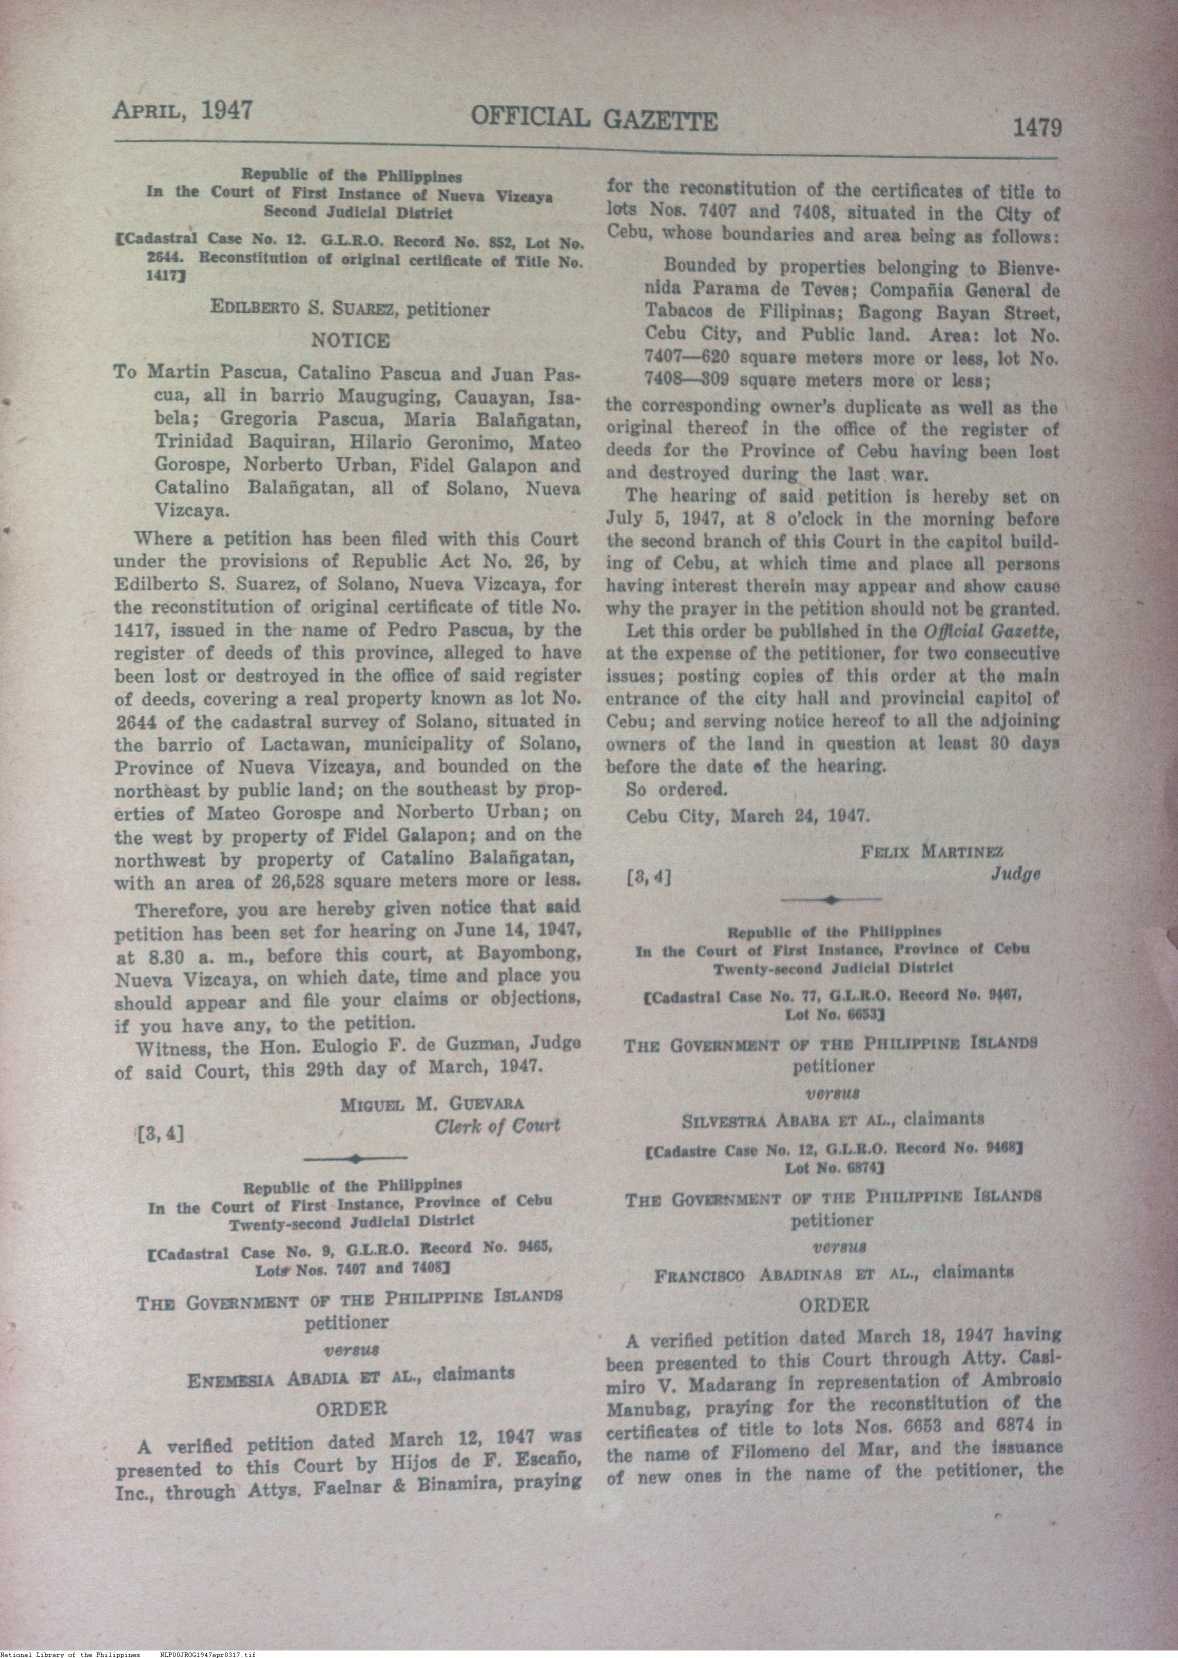 APRIL, 1947
OFFICIAL GAZETTE
1479
Republic of the Philippines
In the Court of First Instance of Nueva Vizcaya
Second Judicial District
[Cadastral Case No. 12. G.L.R.O. Record No. 852, Lot No.
2644. Reconstitution of original certificate of Title No.
1417]
EDILBERTO S. SUAREZ, petitioner
NOTICE
To Martin Pascua, Catalino Pascua and Juan Pas-
cua, all in barrio Mauguging, Cauayan, Isa-
bela; Gregoria Pascua, Maria Balañgatan,
Trinidad Baquiran, Hilario Geronimo, Mateo
Gorospe, Norberto Urban, Fidel Galapon and
Catalino Balañgatan, all of Solano, Nueva
Vizcaya.
Where a petition has been filed with this Court
under the provisions of Republic Act No. 26, by
Edilberto S. Suarez, of Solano, Nueva Vizcaya, for
the reconstitution of original certificate of title No.
1417, issued in the name of Pedro Pascua, by the
register of deeds of this province, alleged to have
been lost or destroyed in the office of said register
of deeds, covering a real property known as lot No.
2644 of the cadastral survey of Solano, situated in
the barrio of Lactawan, municipality of Solano,
Province of Nueva Vizcaya, and bounded on the
northeast by public land; on the southeast by prop-
erties of Mateo Gorospe and Norberto Urban; on
the west by property of Fidel Galapon; and on the
northwest by property of Catalino Balañgatan,
with an area of 26,528 square meters more or less.
Therefore, you are hereby given notice that said
petition has been set for hearing on June 14, 1947,
at 8.30 a. m., before this court, at Bayombong,
Nueva Vizcaya, on which date, time and place you
should appear and file your claims or objections,
if you have any, to the petition.
Witness, the Hon. Eulogio F. de Guzman, Judge
of said Court, this 29th day of March, 1947.
MIGUEL M. GUEVARA
[3, 4] Clerk of Court
Republic of the Philippines
In the Court of First Instance, Province of Cebu
Twenty-second Judicial District
[Cadastral Case No. 9, G.L.R.O. Record No. 9465,
Lots Nos. 7407 and 7408]
THE GOVERNMENT OF THE PHILIPPINE ISLANDS
petitioner
versus
ENEMESIA ABADIA ET AL., claimants
ORDER
A verified petition dated March 12, 1947 was
presented to this Court by Hijos de F. Escaño,
Inc., through Attys. Faelnar & Binamira, praying
for the reconstitution of the certificates of title to
lots Nos. 7407 and 7408, situated in the City of
Cebu, whose boundaries and area being as follows:
Bounded by properties belonging to Bienve-
nida Parama de Teves; Compañia General de
Tabacos de Filipinas; Bagong Bayan Street,
Cebu City, and Public land. Area: lot No.
7407—620 square meters more or less, lot No.
7408—309 square meters more or less;
the corresponding owner's duplicate as well as the
original thereof in the office of the register of
deeds for the Province of Cebu having been lost
and destroyed during the last war.
The hearing of said petition is hereby set on
July 5, 1947, at 8 o'clock in the morning before
the second branch of this Court in the capitol build-
ing of Cebu, at which time and place all persons
having interest therein may appear and show cause
why the prayer in the petition should not be granted.
Let this order be published in the Official Gazette,
at the expense of the petitioner, for two consecutive
issues; posting copies of this order at the main
entrance of the city hall and provincial capitol of
Cebu; and serving notice hereof to all the adjoining
owners of the land in question at least 30 days
before the date of the hearing.
So ordered.
Cebu City, March 24, 1947.
FELIX MARTINEZ
[3, 4] Judge
Republic of the Philippines
In the Court of First Instance, Province of Cebu
Twenty-second Judicial District
[Cadastral Case No. 77, G.L.R.O. Record No. 9467,
Lot No. 6653]
THE GOVERNMENT OF THE PHILIPPINE ISLANDS
petitioner
versus
SILVESTRA ABABA ET AL., claimants
[Cadastre Case No. 12, G.L.R.O. Record No. 9468]
Lot No. 6874]
THE GOVERNMENT OF THE PHILIPPINE ISLANDS
petitioner
versus
FRANCISCO ABADINAS ET AL., claimants
ORDER
A verified petition dated March 18, 1947 having
been presented to this Court through Atty. Casi-
miro V. Madarang in representation of Ambrosio
Manubag, praying for the reconstitution of the
certificates of title to lots Nos. 6653 and 6874 in
the name of Filomeno del Mar, and the issuance
of new ones in the name of the petitioner, the
National Library of the Philippines NLP00JROG1947apr0317.tif